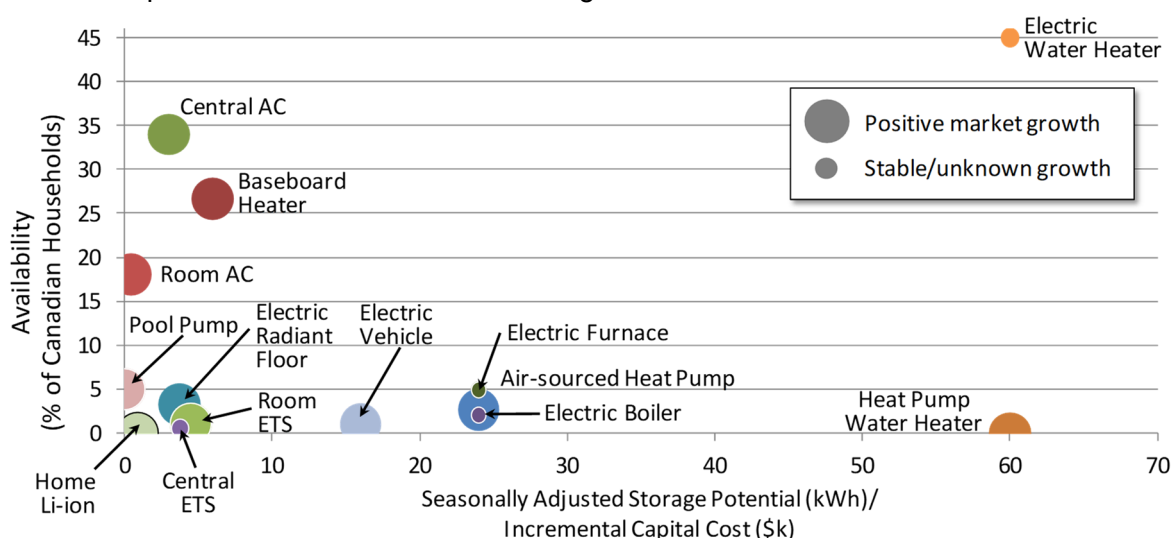 45
40
35
30
25
20
15
10
5
0
Availability
(% of Canadian Households)
Electric
Water Heater
Central AC
Positive market growth
Stable/unknown growth
Baseboard
Heater
Room AC
Pool Pump
Electric
Radiant
Floor
Electric
Vehicle
Electric Furnace
Air-sourced Heat Pump
Electric Boiler
Room
ETS
Heat Pump
Water Heater
0
10
20
30
40
50
60
70
Home
Li-ion
Central
ETS
Seasonally Adjusted Storage Potential (kWh)/
Incremental Capital Cost ($k)